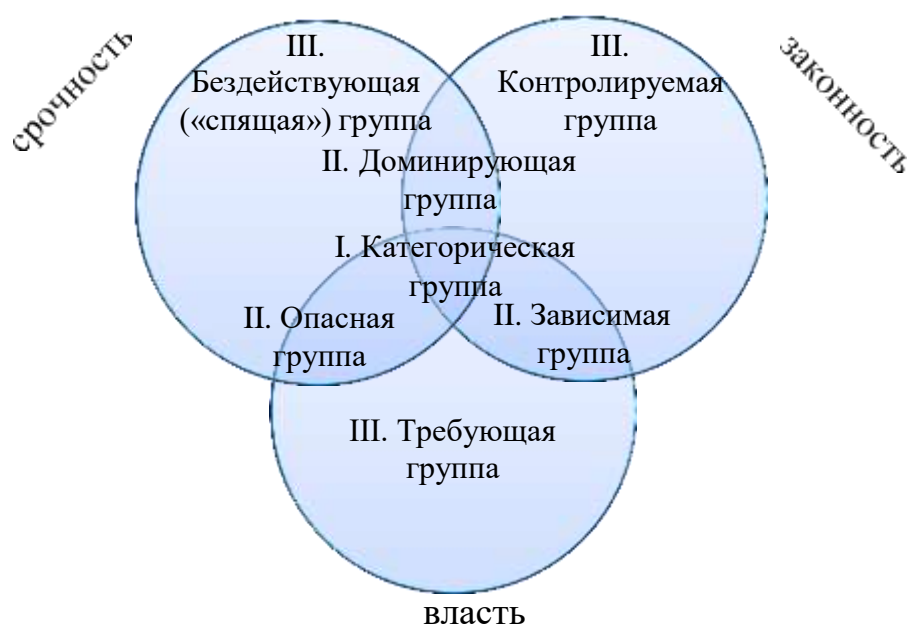 срочность
законность
III.
Бездействующая
(«спящая») группа
III.
Контролируемая
группа
II. Доминирующая
группа
I. Категорическая
группа
II. Опасная
группа
II. Зависимая
группа
III. Требующая
группа
власть